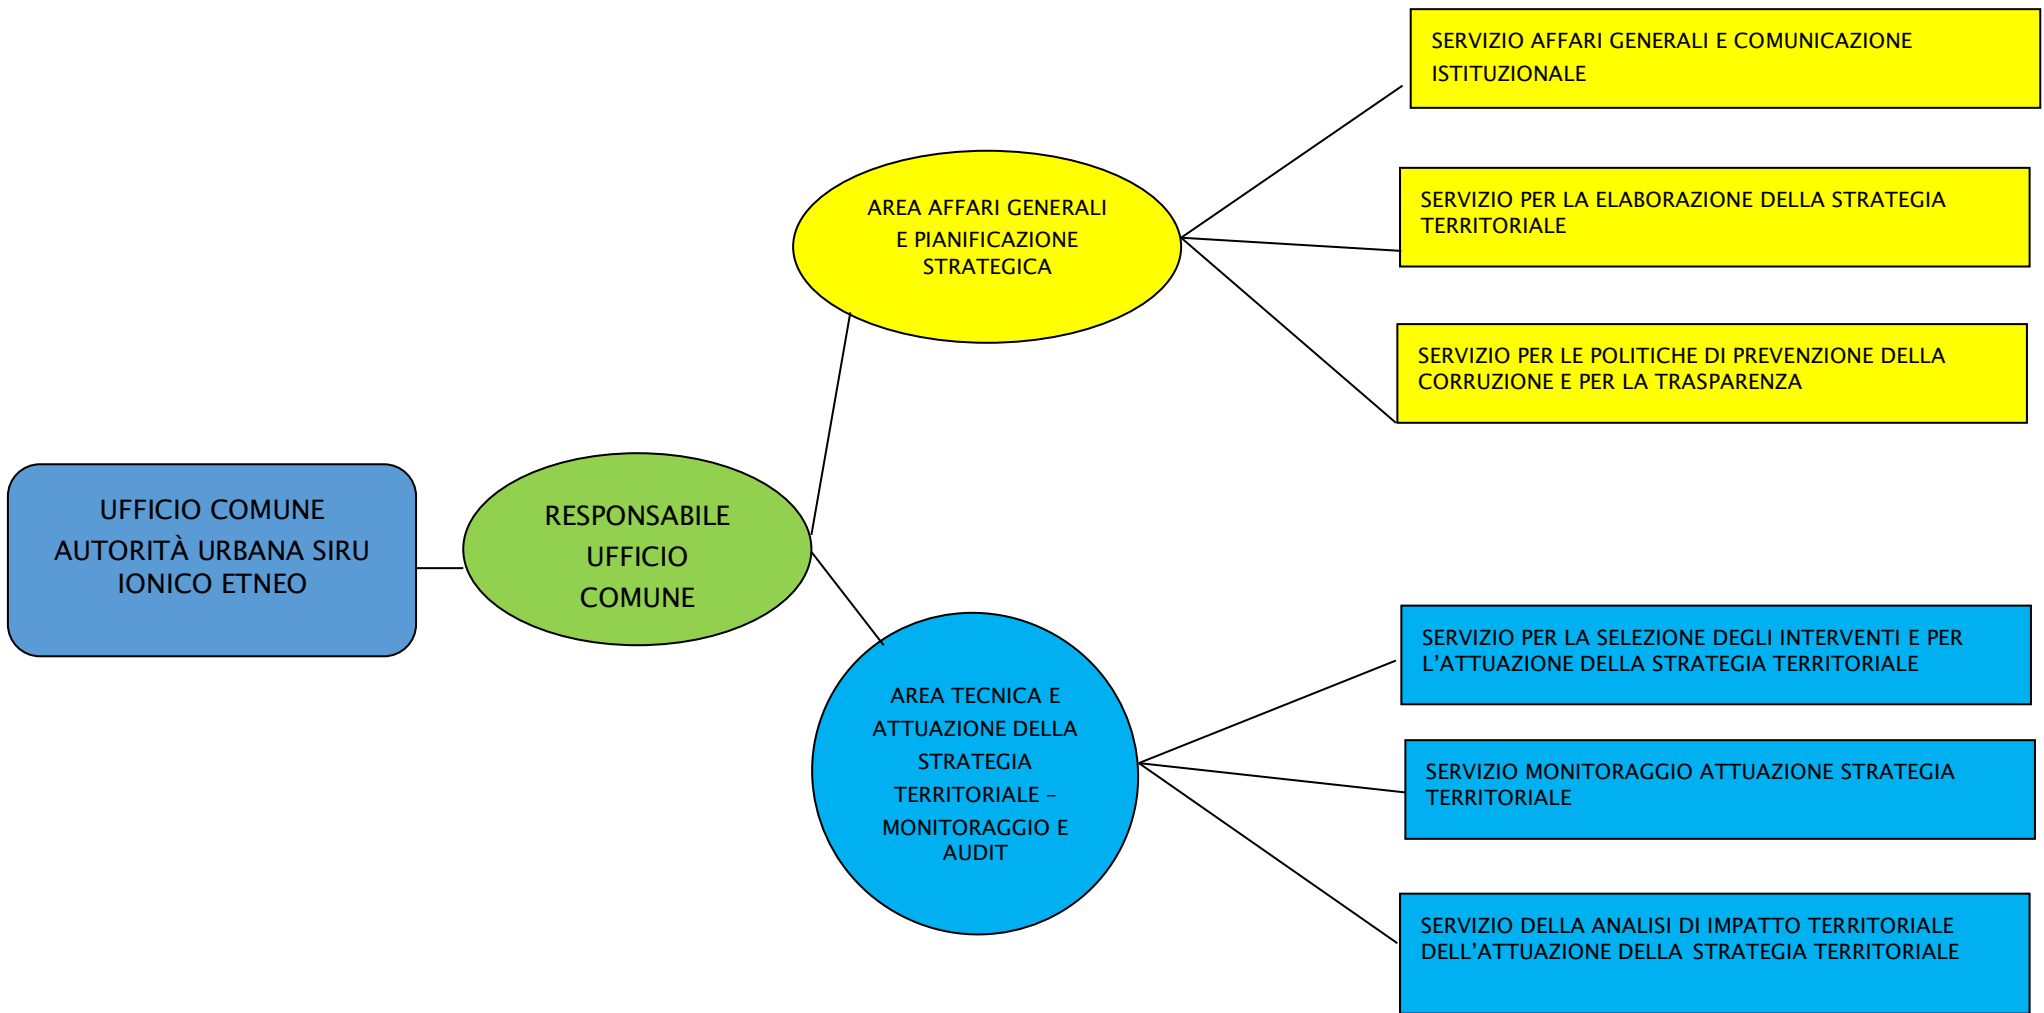 UFFICIO COMUNE
AUTORITÀ URBANA SIRU
IONICO ETNEO
RESPONSABILE
UFFICIO
COMUNE
AREA AFFARI GENERALI
E PIANIFICAZIONE
STRATEGICA
SERVIZIO AFFARI GENERALI E COMUNICAZIONE
ISTITUZIONALE
SERVIZIO PER LA ELABORAZIONE DELLA STRATEGIA
TERRITORIALE
SERVIZIO PER LE POLITICHE DI PREVENZIONE DELLA
CORRUZIONE E PER LA TRASPARENZA
AREA TECNICA E
ATTUAZIONE DELLA
STRATEGIA
TERRITORIALE –
MONITORAGGIO E
AUDIT
SERVIZIO PER LA SELEZIONE DEGLI INTERVENTI E PER
L’ATTUAZIONE DELLA STRATEGIA TERRITORIALE
SERVIZIO MONITORAGGIO ATTUAZIONE STRATEGIA
TERRITORIALE
SERVIZIO DELLA ANALISI DI IMPATTO TERRITORIALE
DELL’ATTUAZIONE DELLA STRATEGIA TERRITORIALE